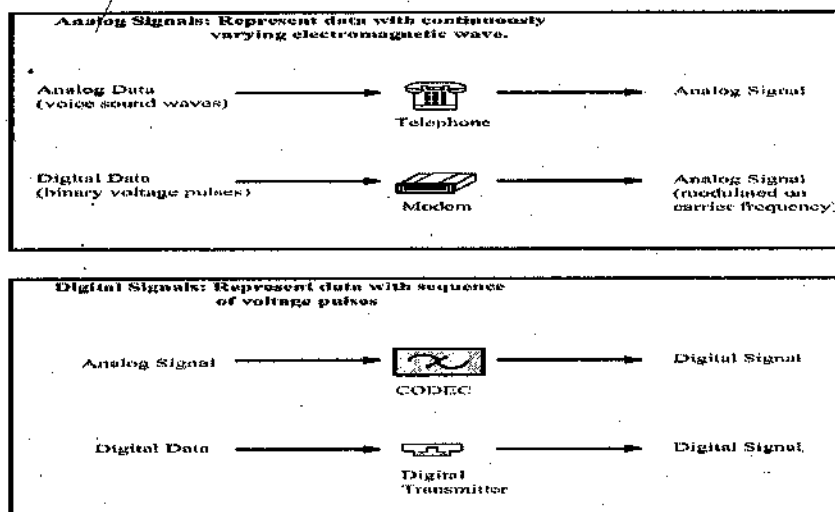 Analog Signals: Represent data with continuously
varying electromagnetic wave.
Analog Data
(voice sound waves)
Telephone
Analog Signal
Digital Data
(binary voltage pulses)
Modem
Analog Signal
(modulated on
carrier frequency)
Digital Signals: Represent data with sequence
of voltage pulses
Analog Signal
CODEC
Digital Signal
Digital Data
Digital
Transmitter
Digital Signal